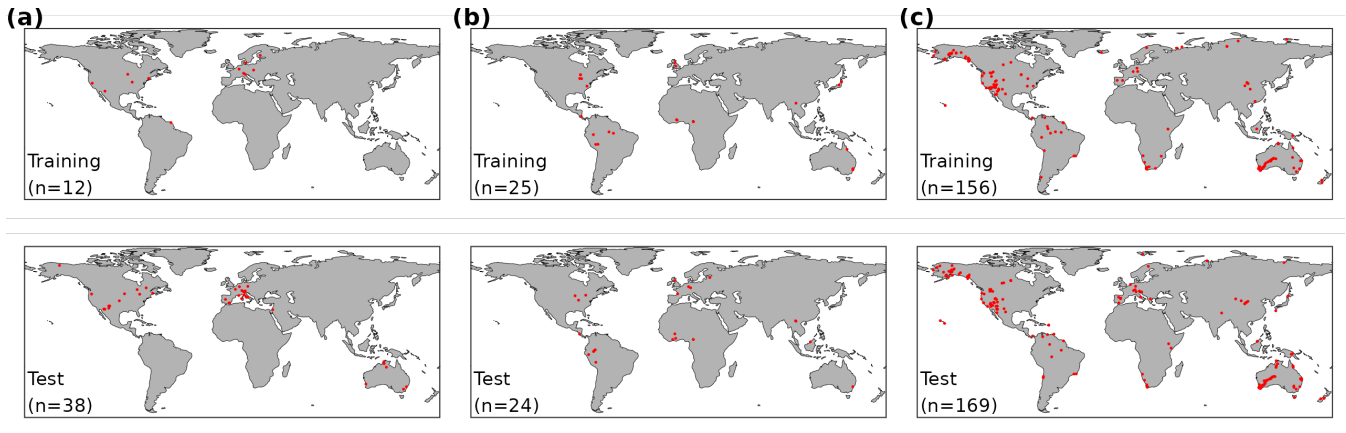 (a) (b) (c)
Training Training Training
(n=12) (n=25) (n=156)
Test Test Test
(n=38) (n=24) (n=169)